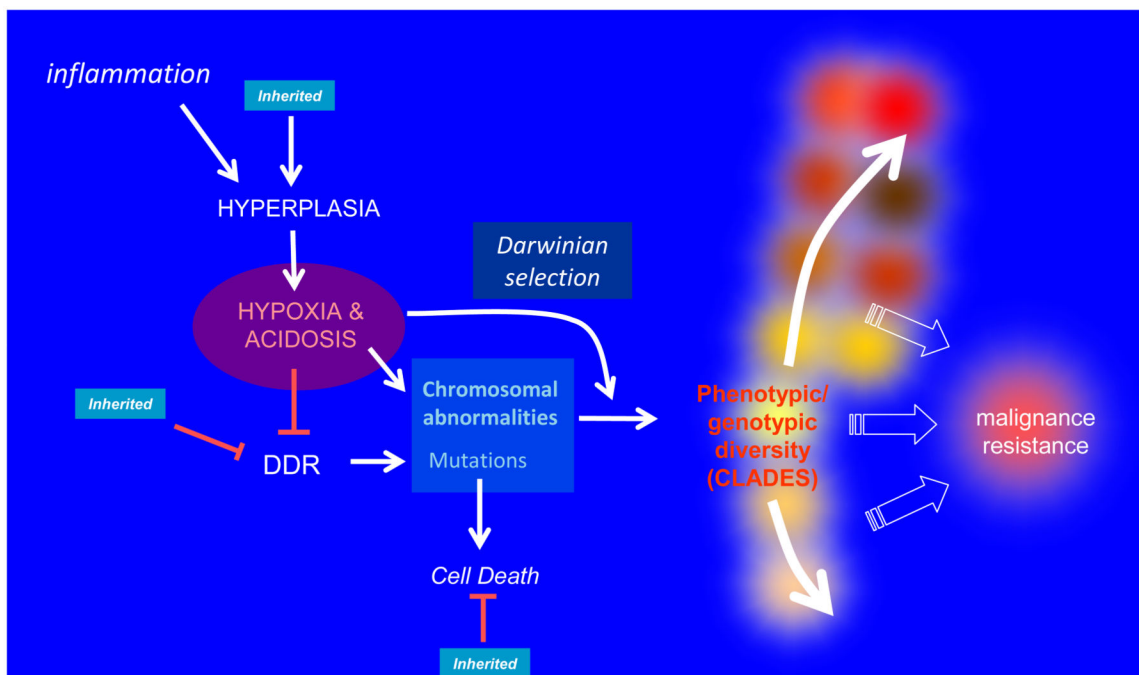 inflammation
Inherited
HYPERPLASIA
Darwinian
selection
HYPOXIA &
ACIDOSIS
Chromosomal
abnormalities
Mutations
Inherited
DDR
Phenotypic/
genotypic
diversity
(CLADES)
malignance
resistance
Cell Death
Inherited